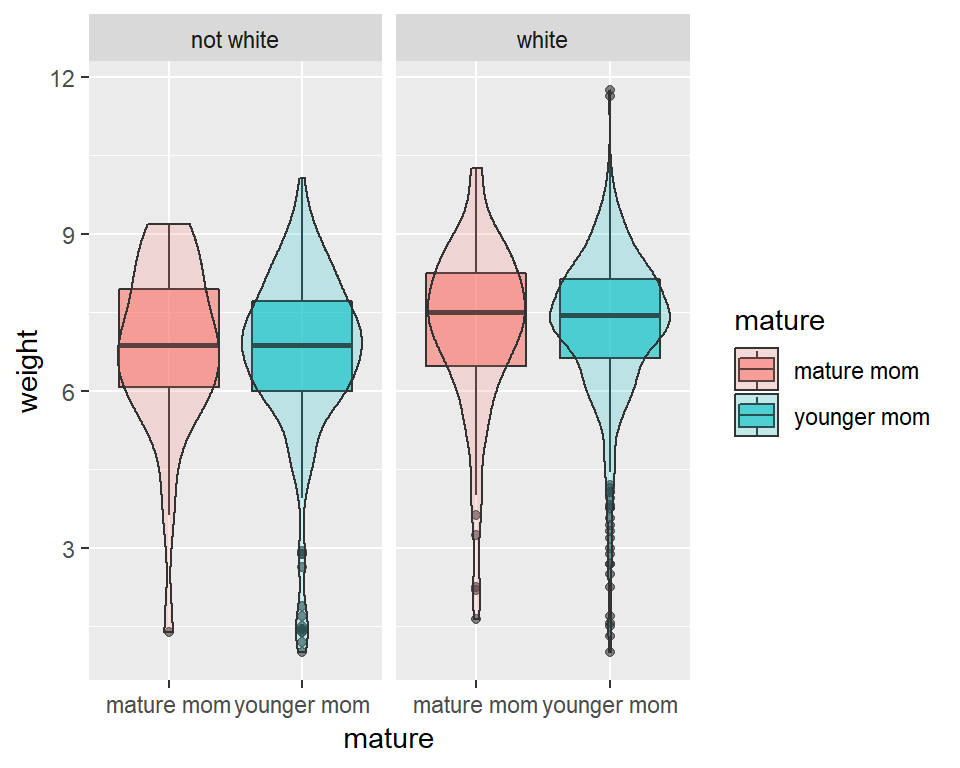 not white
white
12
9
6
3
weight
mature mom
younger mom
mature mom
younger mom
mature
mature
mature mom
younger mom